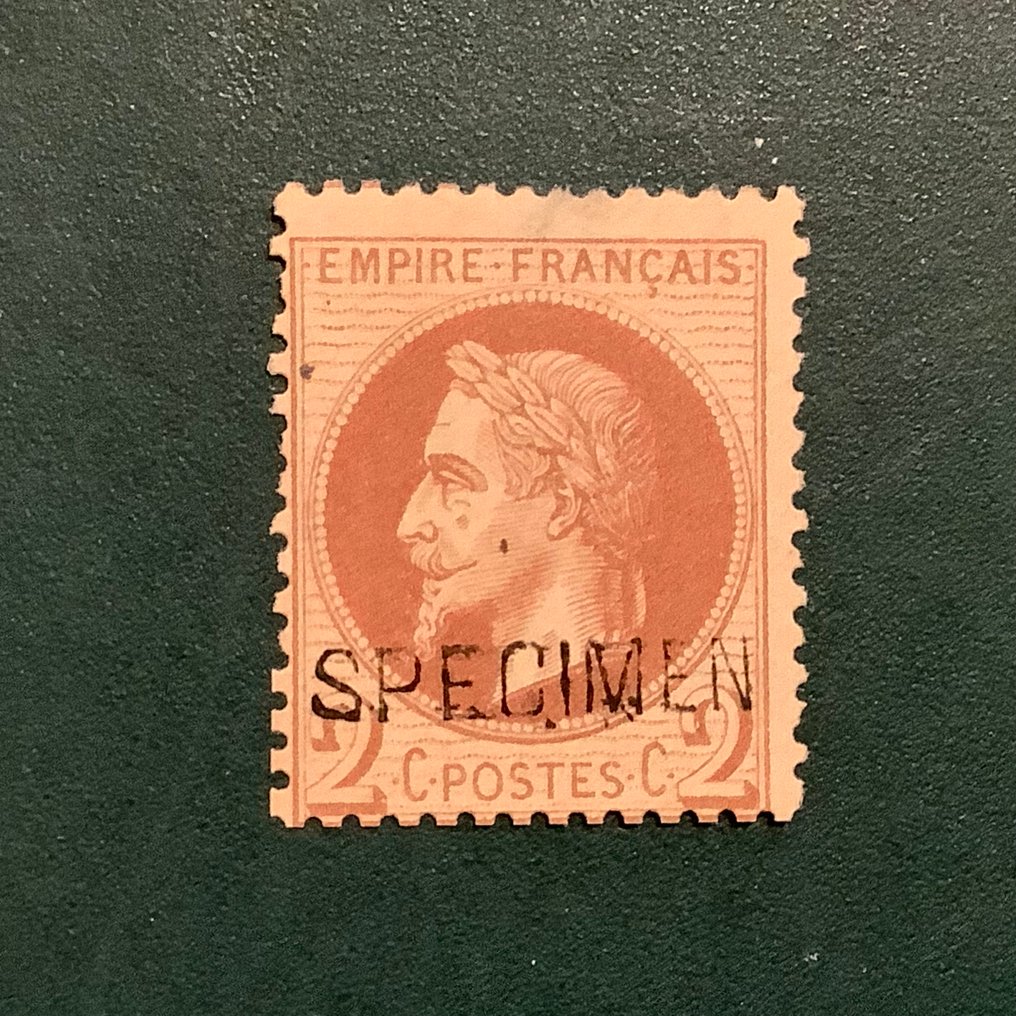 EMPIRE·FRANÇAIS·
SPECIMEN
2 ·C·POSTES·C· 2